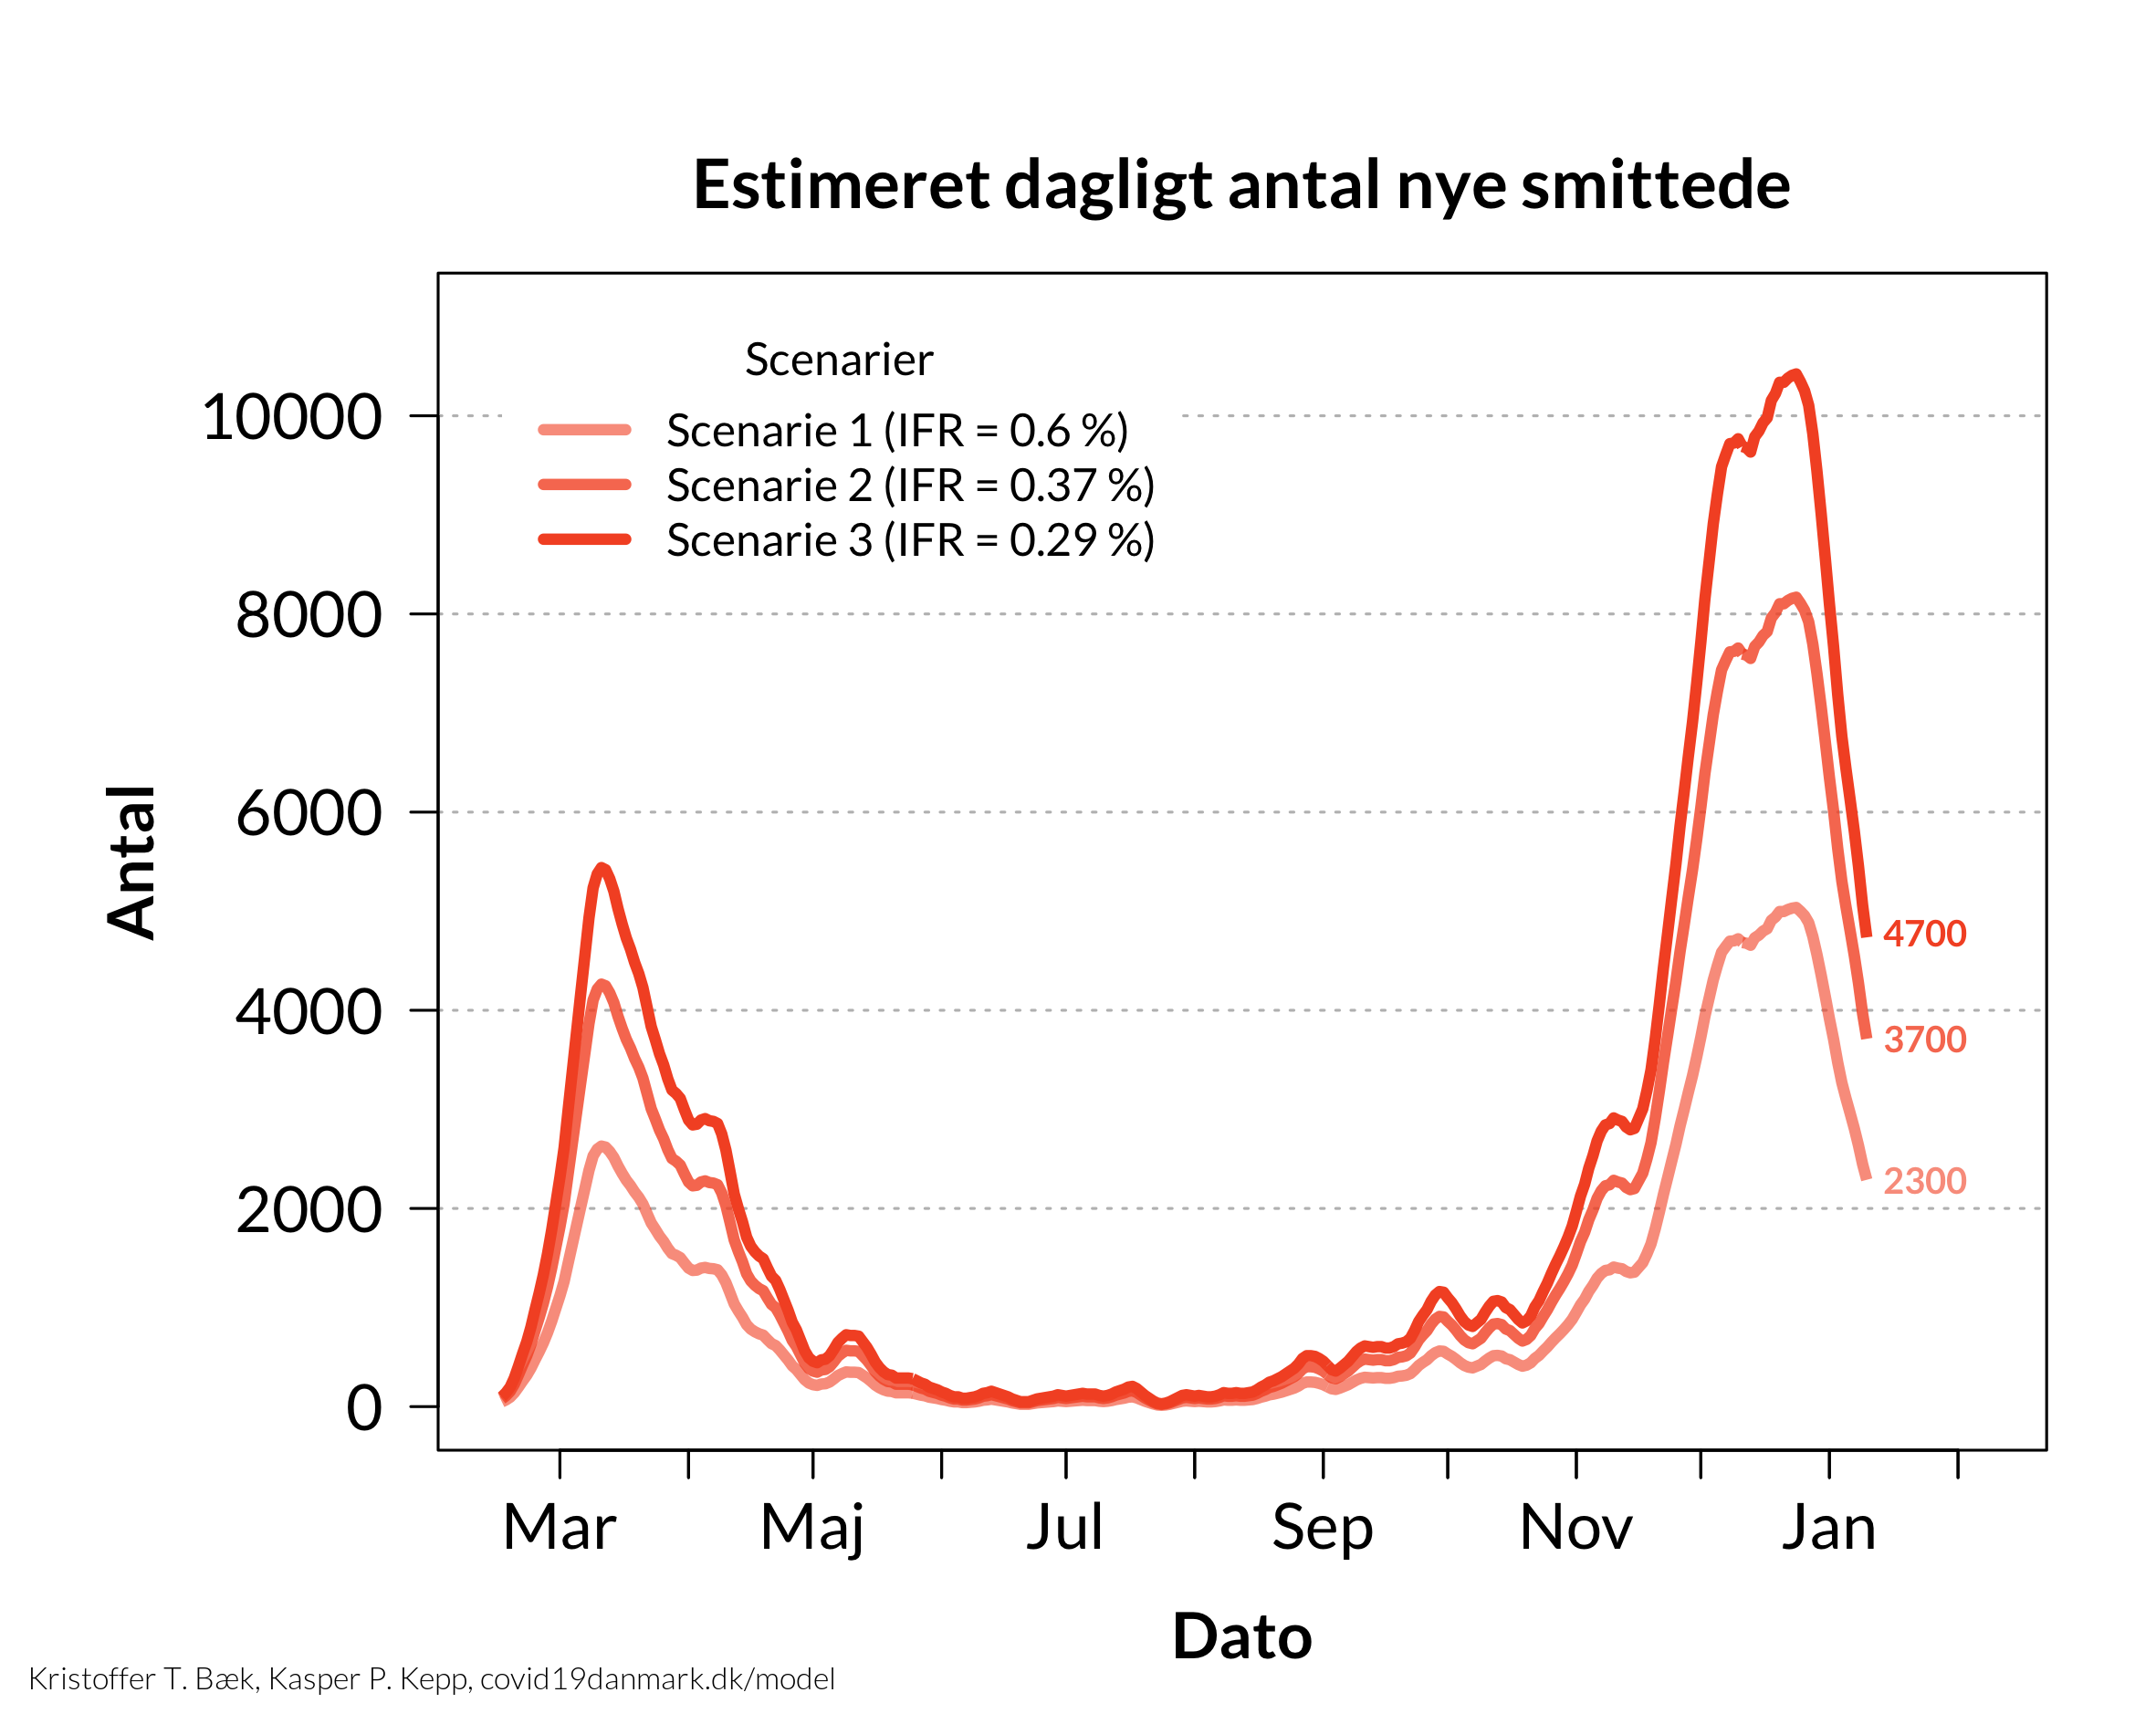 Estimeret dagligt antal nye smittede
Scenarier
Scenarie 1 (IFR = 0.6 %)
Scenarie 2 (IFR = 0.37 %)
Scenarie 3 (IFR = 0.29 %)
Antal
10000
8000
6000
4000
2000
0
4700
3700
2300
Mar Maj Jul Sep Nov Jan
Dato
Kristoffer T. Bæk, Kasper P. Kepp, covid19danmark.dk/model